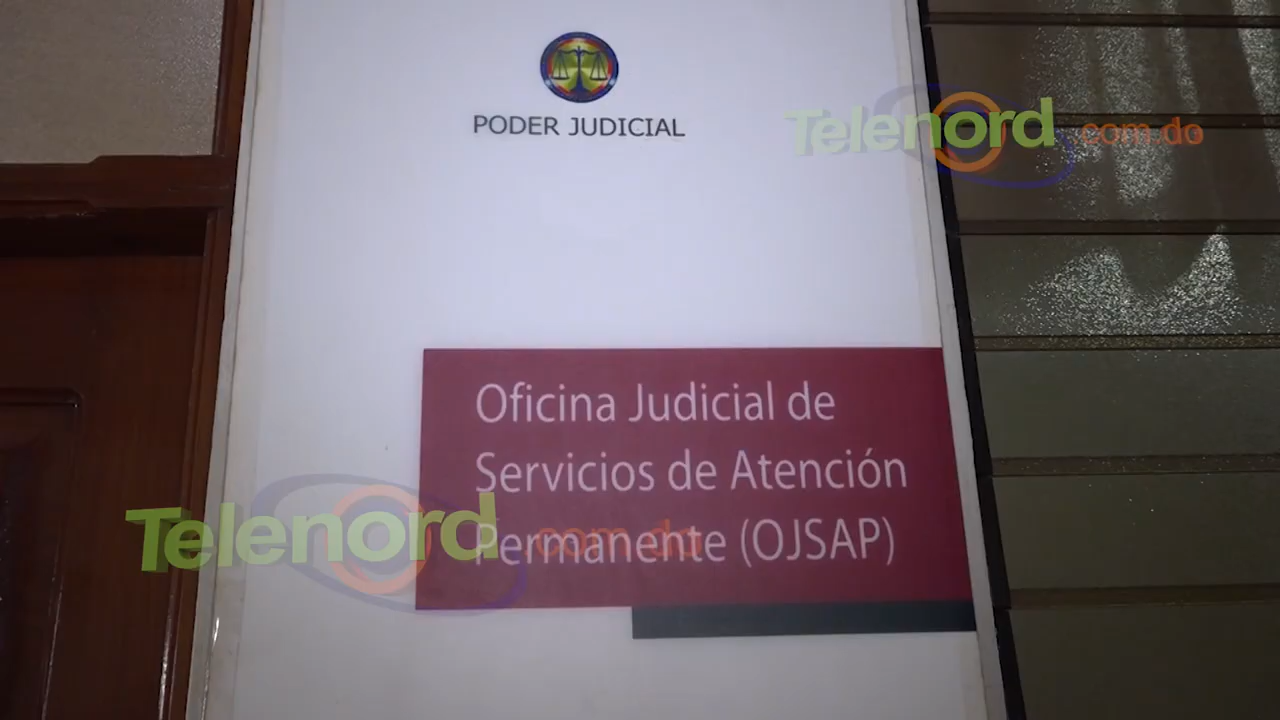 PODER JUDICIAL
Telenord.com.do
Oficina Judicial de
Servicios de Atención
Permanente (OJSAP)
Telenord.com.do